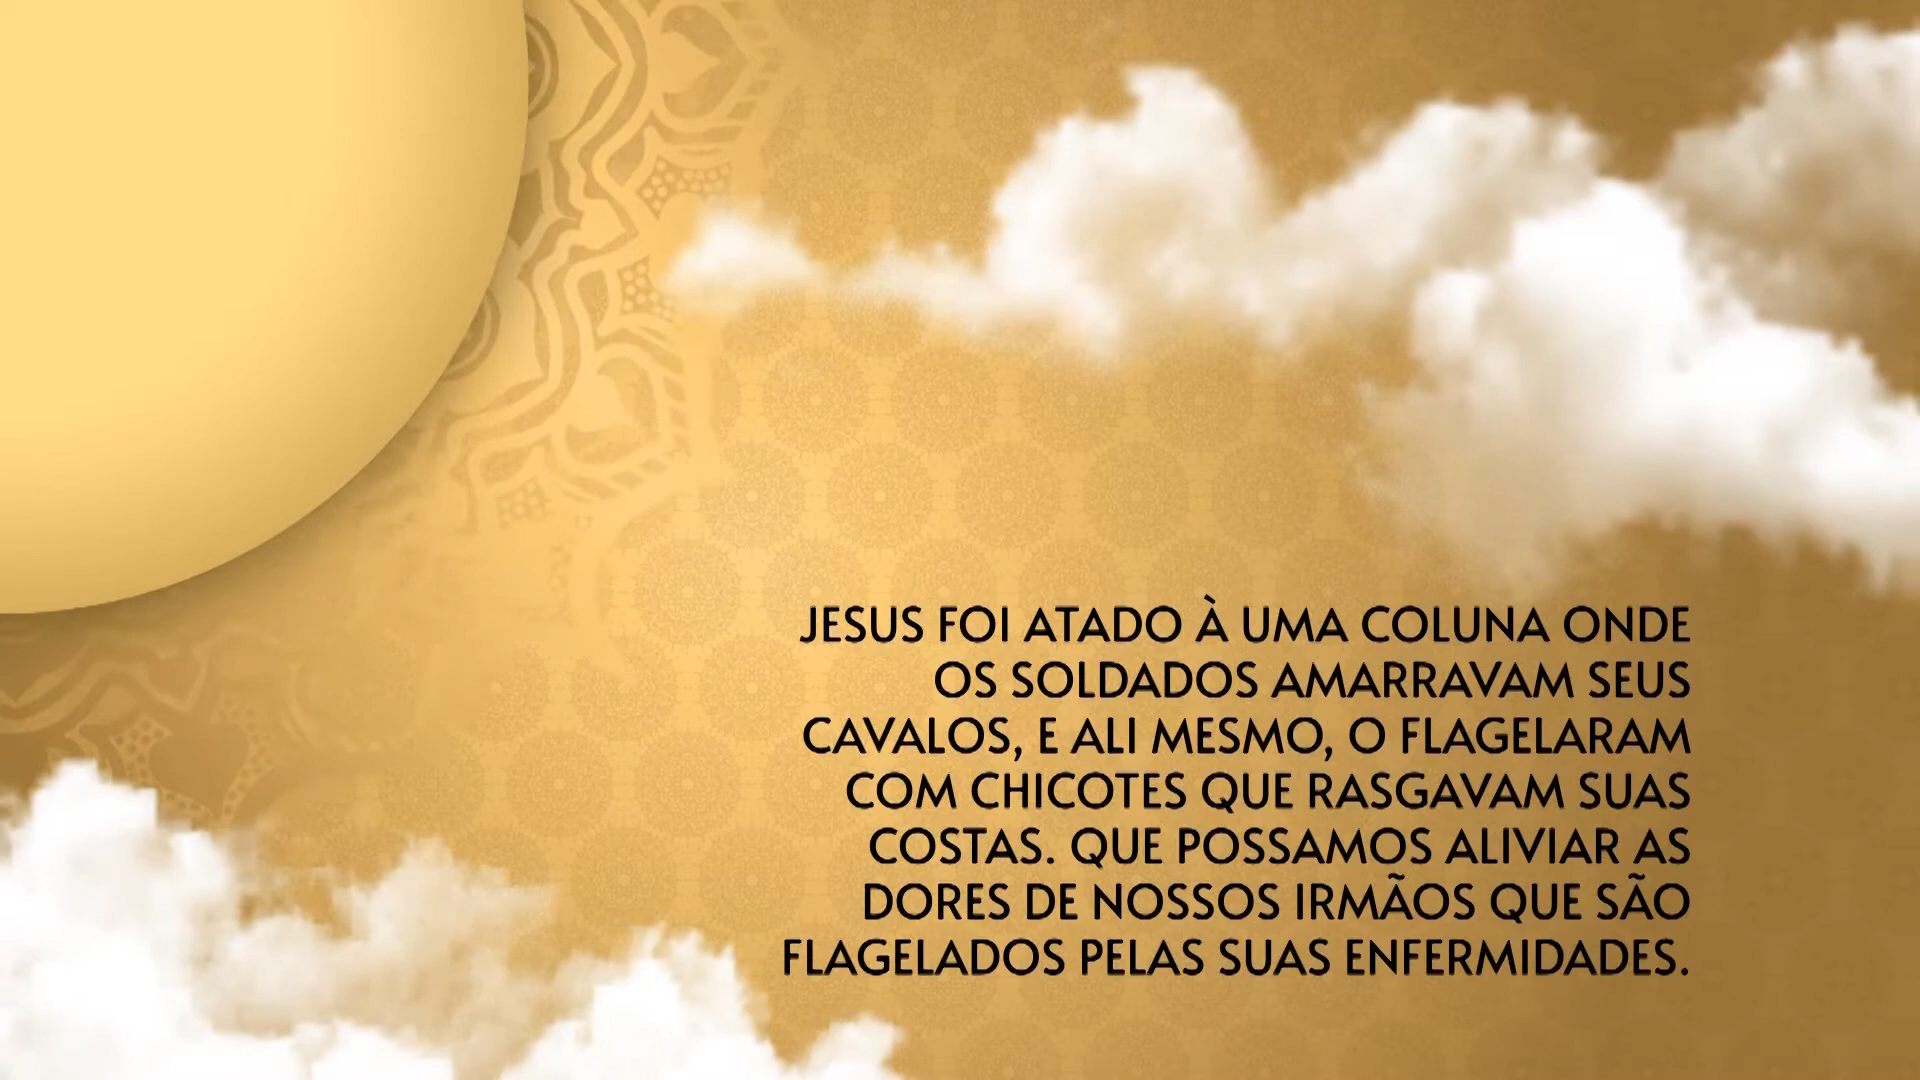 JESUS FOI ATADO À UMA COLUNA ONDE
OS SOLDADOS AMARRAVAM SEUS
CAVALOS, E ALI MESMO, O FLAGELARAM
COM CHICOTES QUE RASGAVAM SUAS
COSTAS. QUE POSSAMOS ALIVIAR AS
DORES DE NOSSOS IRMÃOS QUE SÃO
FLAGELADOS PELAS SUAS ENFERMIDADES.